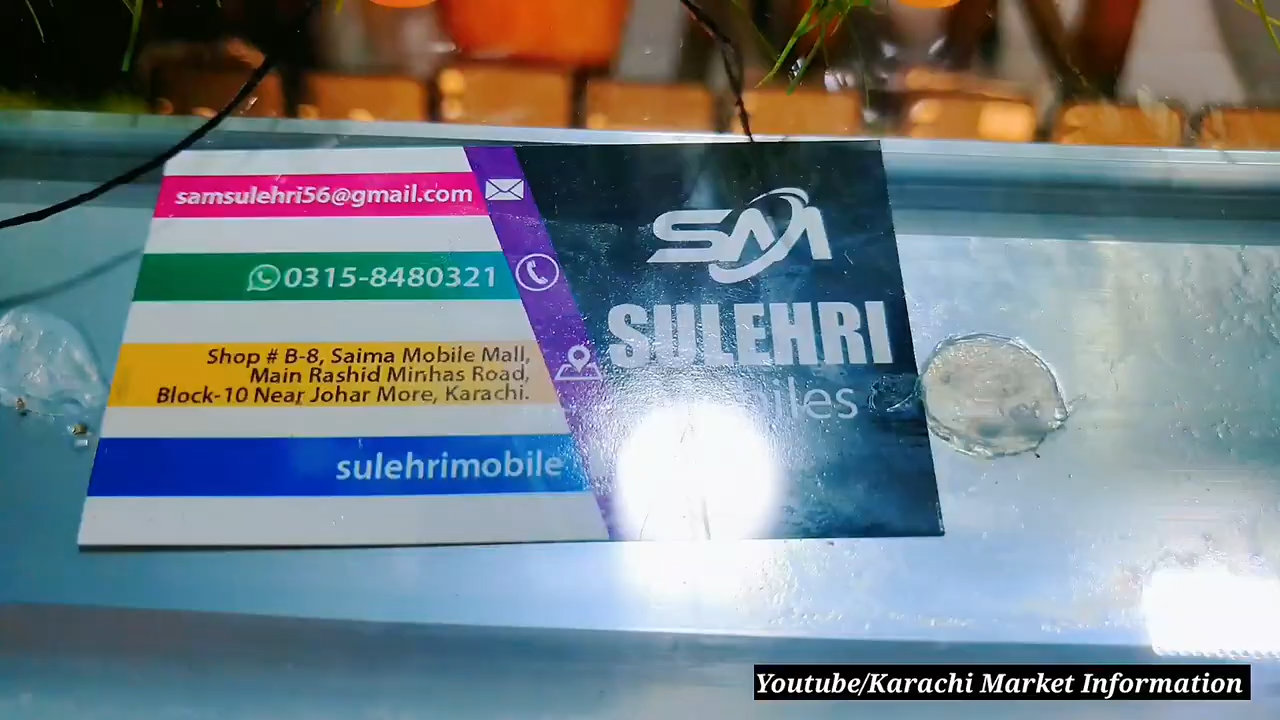 samsulehri56@gmail.com
0315-8480321
Shop # B-8, Saima Mobile Mall,
Main Rashid Minhas Road,
Block-10 Near Johar More, Karachi.
sulehrimobile
SAM
SULEHRI
Youtube/Karachi Market Information